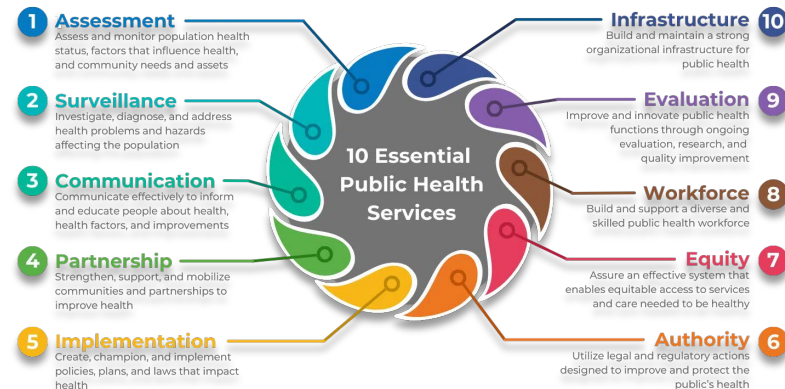 1 Assessment
Assess and monitor population health
status, factors that influence health,
and community needs and assets
2 Surveillance
Investigate, diagnose, and address
health problems and hazards
affecting the population
3 Communication
Communicate effectively to inform
and educate people about health,
health factors, and improvements
4 Partnership
Strengthen, support, and mobilize
communities and partnerships to
improve health
5 Implementation
Create, champion, and implement
policies, plans, and laws that impact
health
10 Essential
Public Health
Services
Infrastructure 10
Build and maintain a strong
organizational infrastructure for
public health
Evaluation 9
Improve and innovate public health
functions through ongoing
evaluation, research, and
quality improvement
Workforce 8
Build and support a diverse and
skilled public health workforce
Equity 7
Assure an effective system that
enables equitable access to services
and care needed to be healthy
Authority 6
Utilize legal and regulatory actions
designed to improve and protect the
public's health